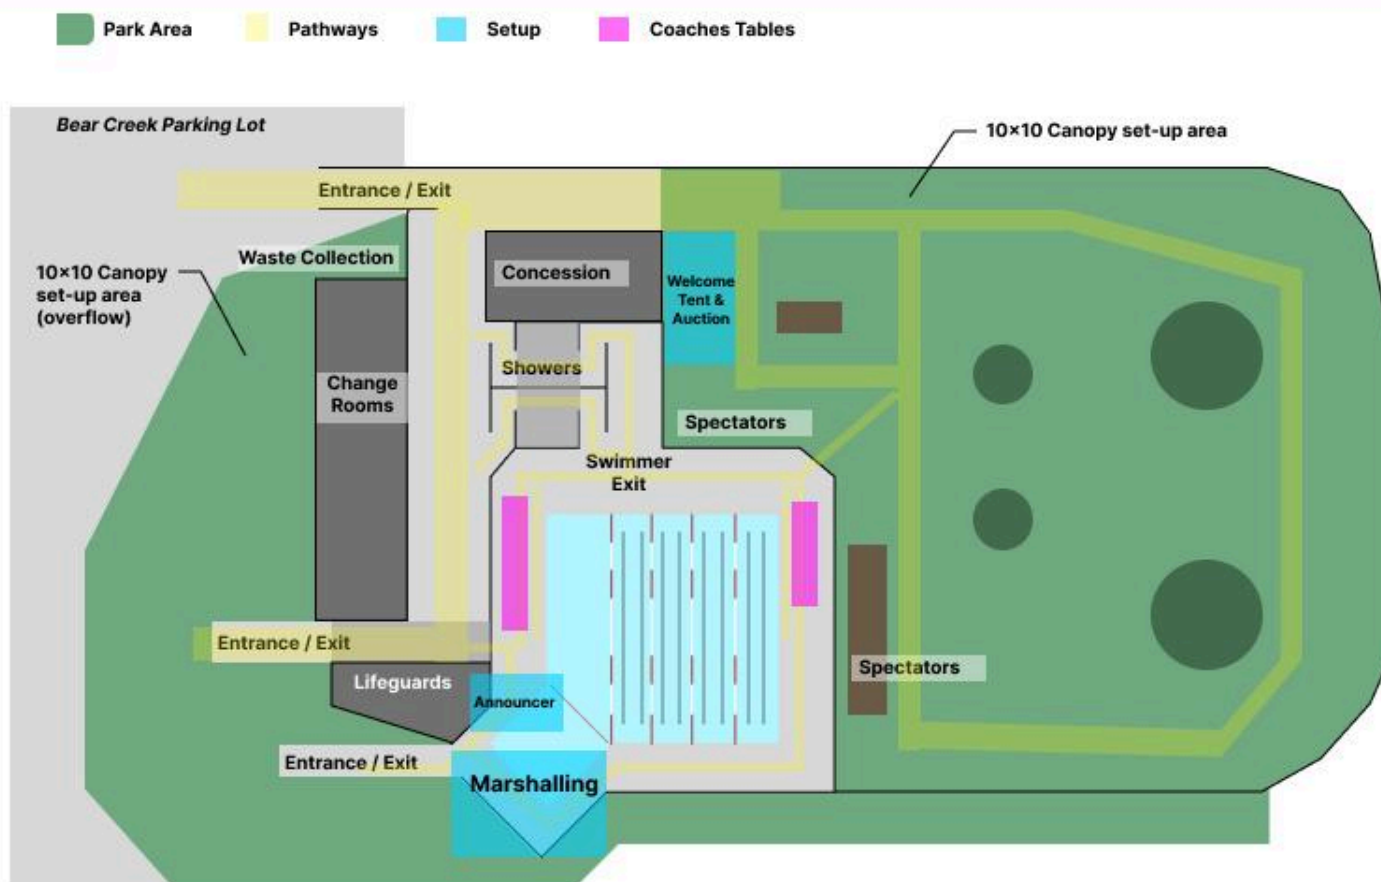 Park Area
Pathways
Setup
Coaches Tables
Bear Creek Parking Lot
10×10 Canopy set-up area
Entrance / Exit
Waste Collection
10×10 Canopy
set-up area
(overflow)
Concession
Welcome
Tent &
Auction
Showers
Change
Rooms
Spectators
Swimmer
Exit
Entrance / Exit
Spectators
Lifeguards
Announcer
Entrance / Exit
Marshalling